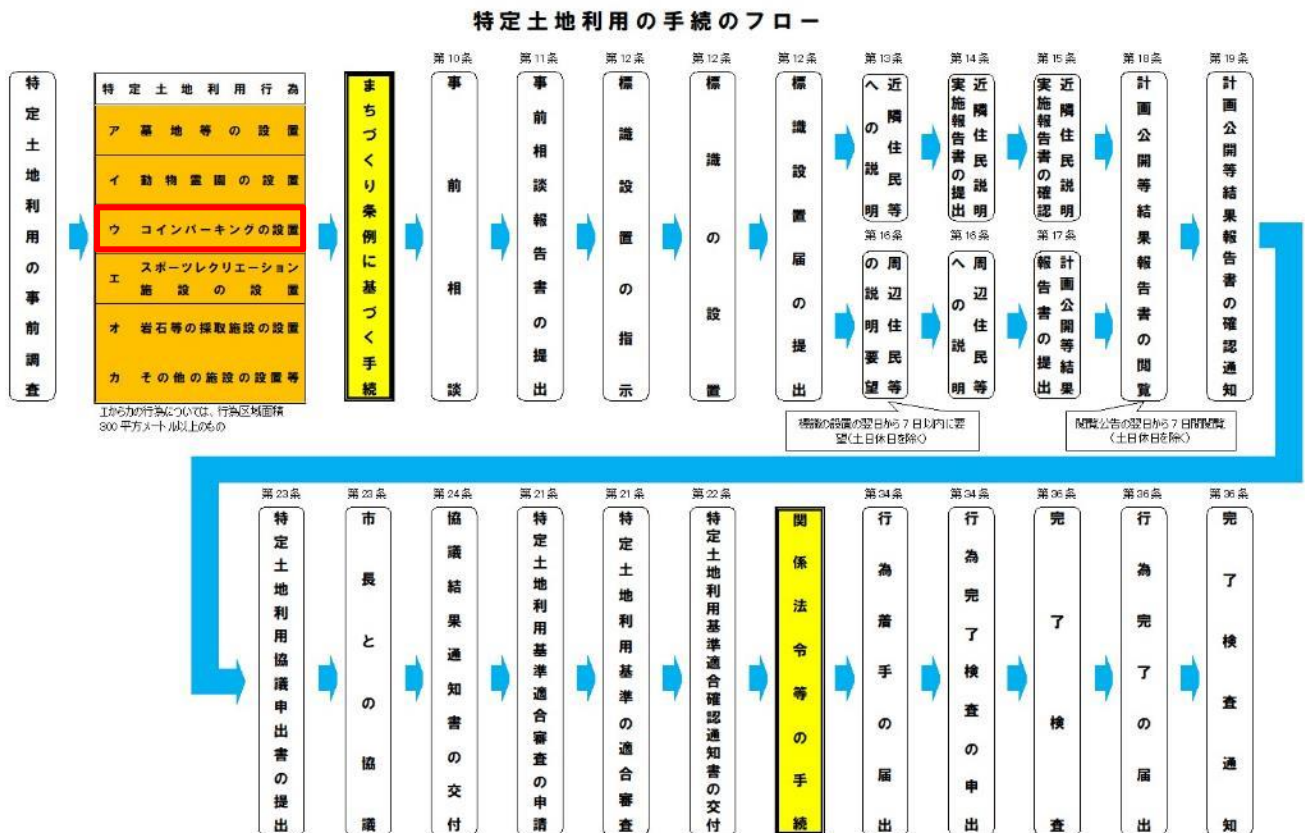 特定土地利用の手続のフロー
特定土地利用の事前調査
特定土地利用行為
ア 墓地等の設置
イ 動物霊園の設置
ウ コインパーキングの設置
エ スポーツレクリエーション
施設の設置
オ 岩石等の採取施設の設置
カ その他の施設の設置等
エからカの行為については、行為区域面積
300 平方メートル以上のもの
まちづくり条例に基づく手続
第10条
事前相談
第11条
事前相談報告書の提出
第12条
標識設置の指示
第12条
標識の設置
第12条
標識設置届の提出
第13条
近隣住民等
への説明
第14条
近隣住民説明
実施報告書の提出
第15条
近隣住民説明
実施報告書の確認
第16条
周辺住民等
の説明要望
第16条
周辺住民等
への説明
第17条
計画公開等結果
報告書の提出
標識の設置の翌日から7日以内に要
望(土日休日を除く)
第18条
計画公開等結果報告書の閲覧
閲覧公告の翌日から7日間閲覧
(土日休日を除く)
第19条
計画公開等結果報告書の確認通知
第23条
特定土地利用協議申出書の提出
第23条
市長との協議
第24条
協議結果通知書の交付
第21条
特定土地利用基準適合審査の申請
第21条
特定土地利用基準の適合審査
第22条
特定土地利用基準適合確認通知書の交付
関係法令等の手続
第34条
行為着手の届出
第34条
行為完了検査の申出
第36条
完了検査
第36条
行為完了の届出
第36条
完了検査通知